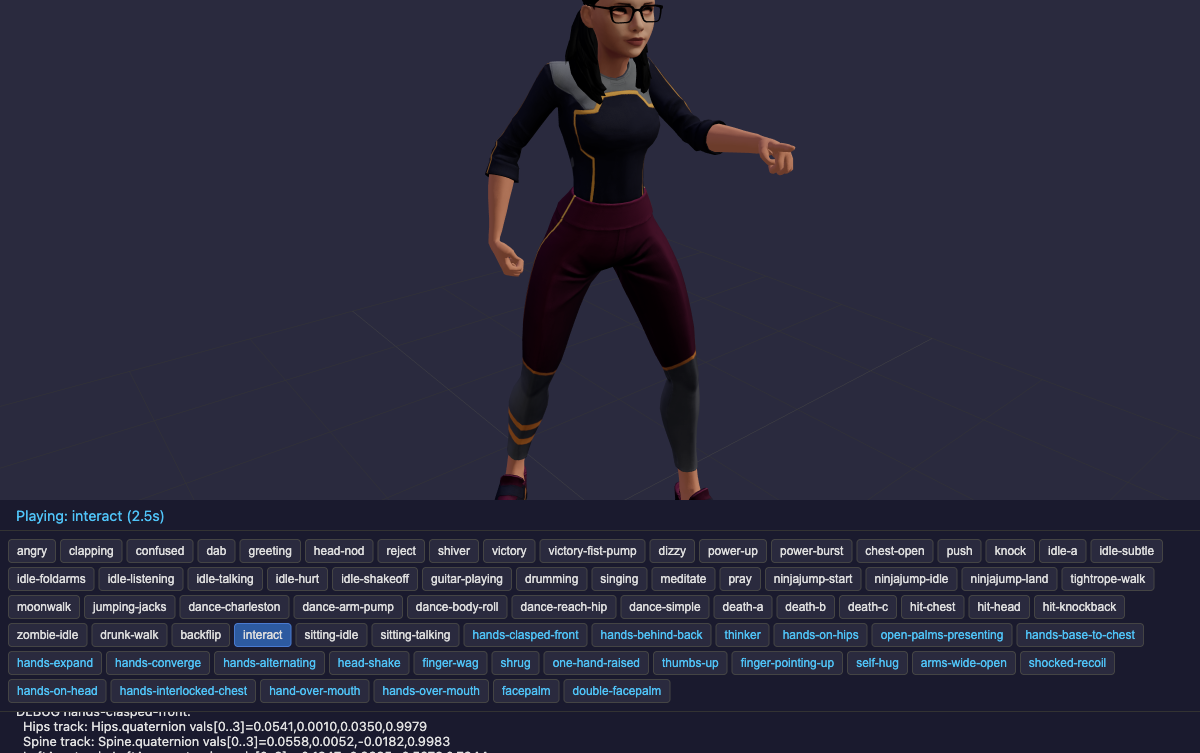 Playing: interact (2.5s)
angry clapping confused dab greeting head-nod reject shiver victory victory-fist-pump dizzy power-up power-burst chest-open push knock idle-a idle-subtle
idle-foldarms idle-listening idle-talking idle-hurt idle-shakeoff guitar-playing drumming singing meditate pray ninjajump-start ninjajump-idle ninjajump-land tightrope-walk
moonwalk jumping-jacks dance-charleston dance-arm-pump dance-body-roll dance-reach-hip dance-simple death-a death-b death-c hit-chest hit-head hit-knockback
zombie-idle drunk-walk backflip interact sitting-idle sitting-talking hands-clasped-front hands-behind-back thinker hands-on-hips open-palms-presenting hands-base-to-chest
hands-expand hands-converge hands-alternating head-shake finger-wag shrug one-hand-raised thumbs-up finger-pointing-up self-hug arms-wide-open shocked-recoil
hands-on-head hands-interlocked-chest hand-over-mouth hands-over-mouth facepalm double-facepalm
DEBUG hands-clasped-front:
Hips track: Hips.quaternion vals[0..3]=0.0541,0.0010,0.0350,0.9979
Spine track: Spine.quaternion vals[0..3]=0.0558,0.0052,-0.0182,0.9983